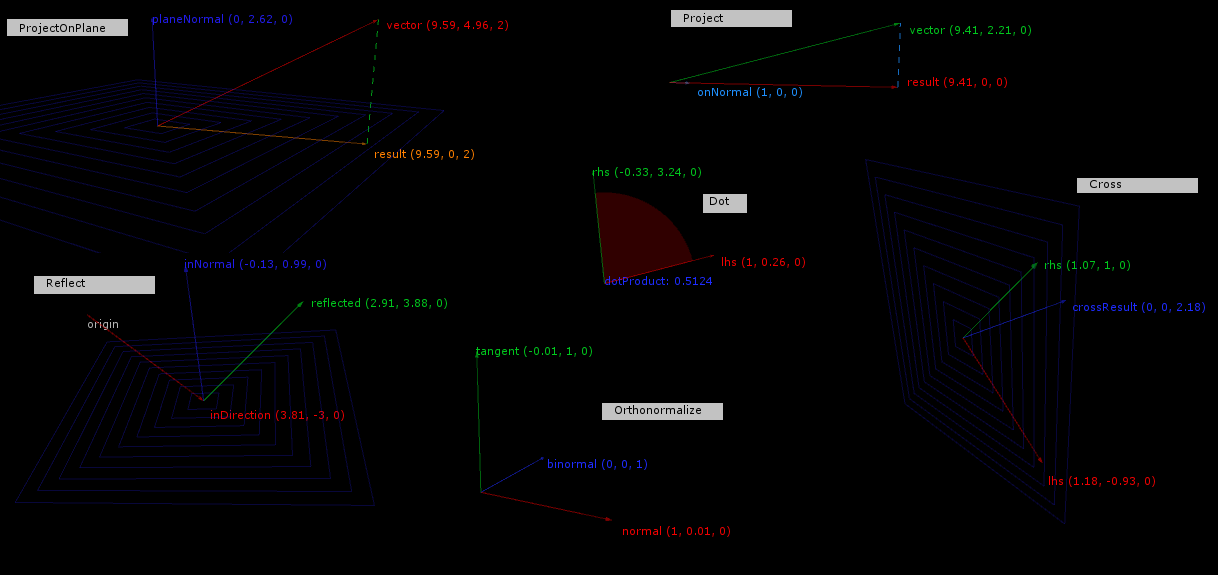 planeNormal (0, 2.62, 0)
ProjectOnPlane
vector (9.59, 4.96, 2)
result (9.59, 0, 2)
Project
vector (9.41, 2.21, 0)
result (9.41, 0, 0)
onNormal (1, 0, 0)
rhs (-0.33, 3.24, 0)
Dot
lhs (1, 0.26, 0)
dotProduct: 0.5124
Cross
rhs (1.07, 1, 0)
crossResult (0, 0, 2.18)
lhs (1.18, -0.93, 0)
inNormal (-0.13, 0.99, 0)
Reflect
reflected (2.91, 3.88, 0)
origin
inDirection (3.81, -3, 0)
tangent (-0.01, 1, 0)
Orthonormalize
binormal (0, 0, 1)
normal (1, 0.01, 0)